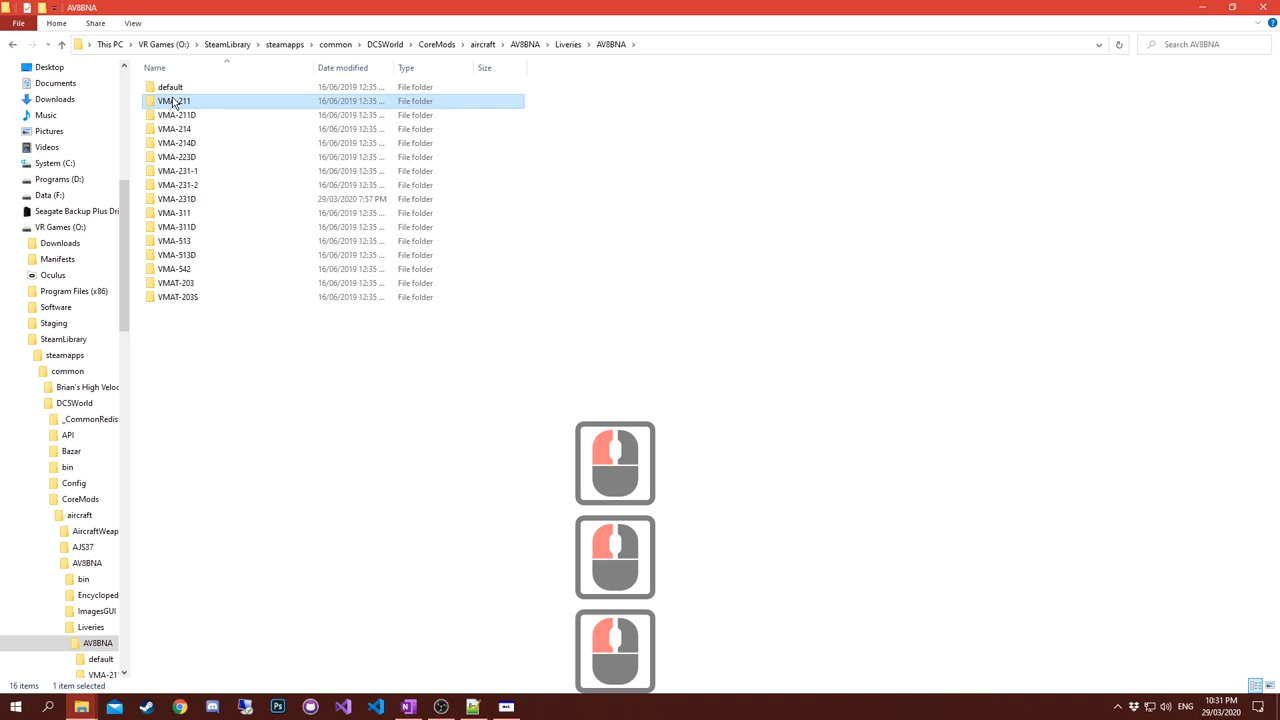 AV8BNA
File Home Share View
This PC > VR Games (O:) > SteamLibrary > steamapps > common > DCSWorld > CoreMods > aircraft > AV8BNA > Liveries > AV8BNA >
Search AV8BNA
Name Date modified Type Size
Desktop
Documents
Downloads
Music
Pictures
Videos
System (C:)
Programs (D:)
Data (F:)
Seagate Backup Plus Dri
VR Games (O:)
Downloads
Manifests
Oculus
Program Files (x86)
Software
Staging
SteamLibrary
steamapps
common
Brian's High Veloc
DCSWorld
_CommonRedis
API
Bazar
bin
Config
CoreMods
aircraft
AircraftWeap
AJS37
AV8BNA
bin
Encycloped
ImagesGUI
Liveries
AV8BNA
default
VMA-21
default 16/06/2019 12:35 ... File folder
VMA-211 16/06/2019 12:35 ... File folder
VMA-211D 16/06/2019 12:35 ... File folder
VMA-214 16/06/2019 12:35 ... File folder
VMA-214D 16/06/2019 12:35 ... File folder
VMA-223D 16/06/2019 12:35 ... File folder
VMA-231-1 16/06/2019 12:35 ... File folder
VMA-231-2 16/06/2019 12:35 ... File folder
VMA-231D 29/03/2020 7:57 PM File folder
VMA-311 16/06/2019 12:35 ... File folder
VMA-311D 16/06/2019 12:35 ... File folder
VMA-513 16/06/2019 12:35 ... File folder
VMA-513D 16/06/2019 12:35 ... File folder
VMA-542 16/06/2019 12:35 ... File folder
VMAT-203 16/06/2019 12:35 ... File folder
VMAT-203S 16/06/2019 12:35 ... File folder
16 items 1 item selected
ENG
10:31 PM
29/03/2020